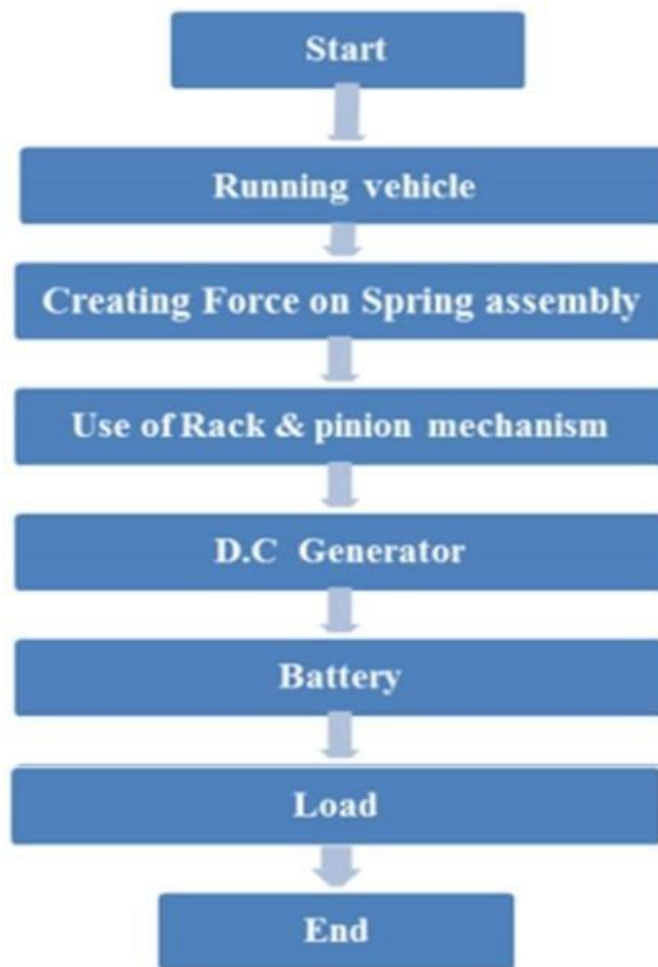 Start
Running vehicle
Creating Force on Spring assembly
Use of Rack & pinion mechanism
D.C Generator
Battery
Load
End